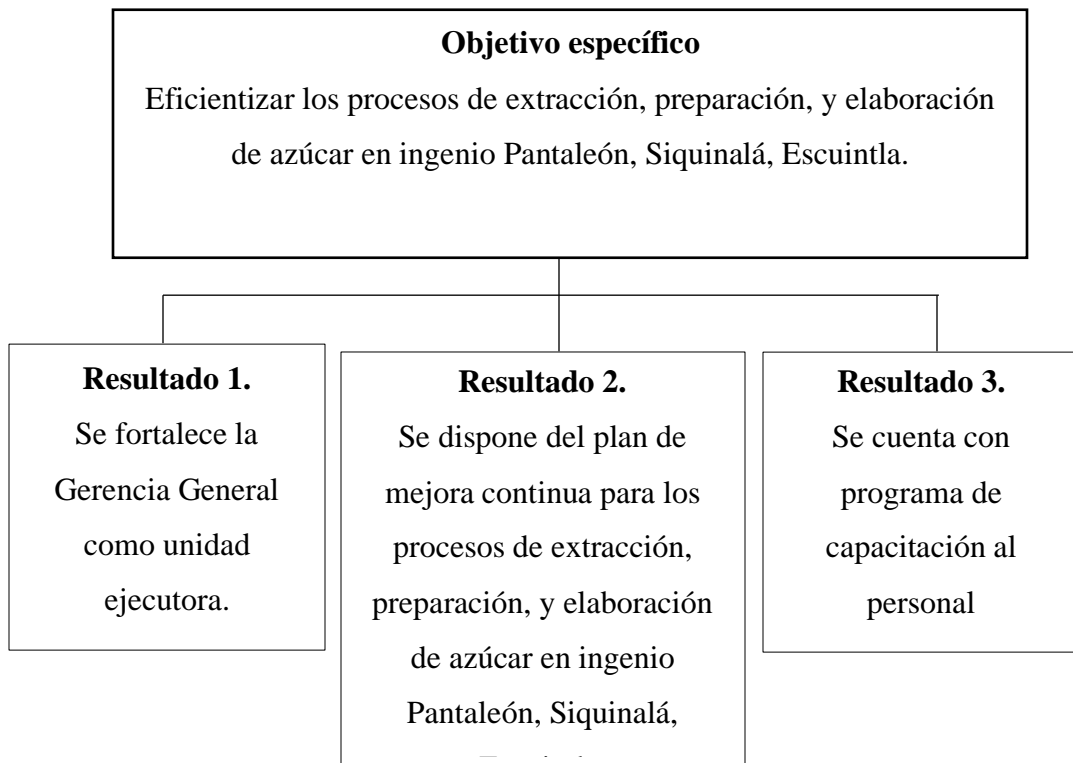 Objetivo específico
Eficientizar los procesos de extracción, preparación, y elaboración
de azúcar en ingenio Pantaleón, Siquinalá, Escuintla.
Resultado 1.
Se fortalece la
Gerencia General
como unidad
ejecutora.
Resultado 2.
Se dispone del plan de
mejora continua para los
procesos de extracción,
preparación, y elaboración
de azúcar en ingenio
Pantaleón, Siquinalá,
Resultado 3.
Se cuenta con
programa de
capacitación al
personal